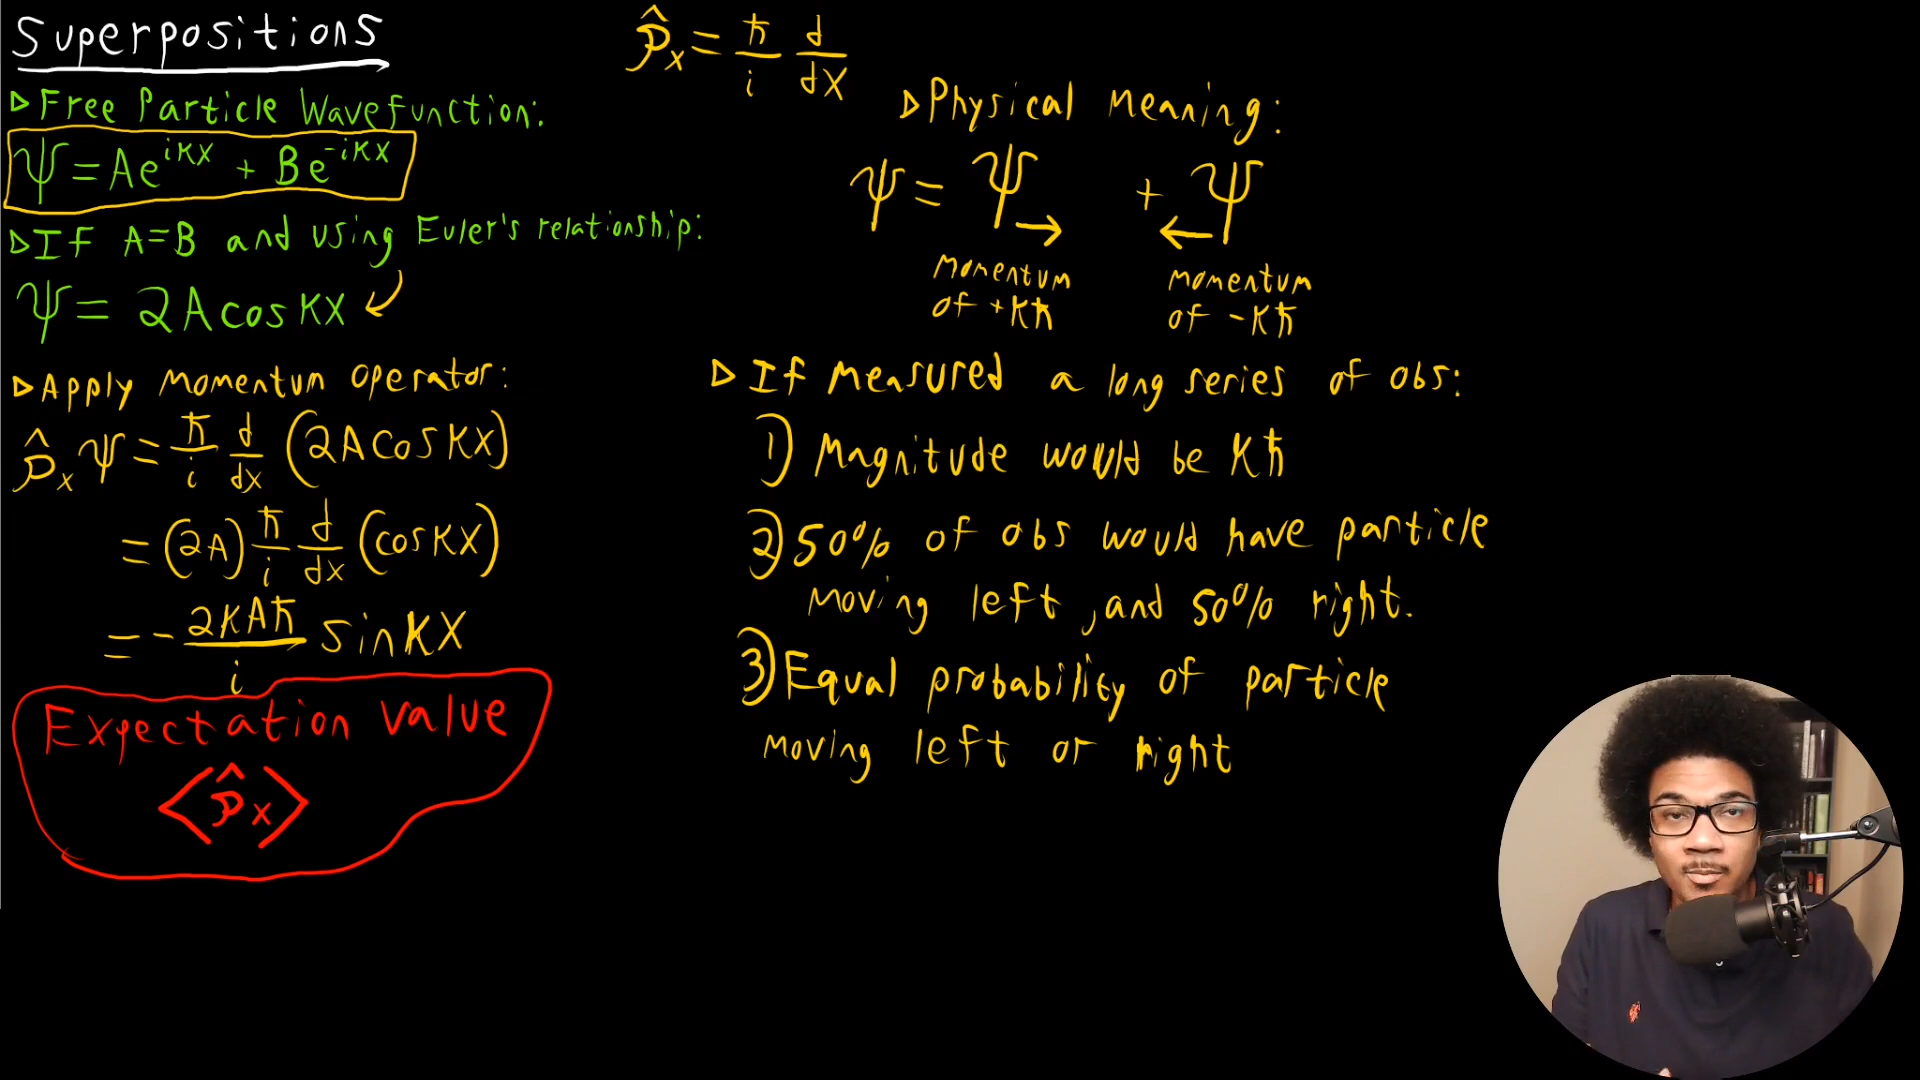 Superpositions
▷Free Particle Wavefunction:
Ψ=Ae^{iKX} + Be^{-iKX}
▷If A=B and using Euler's relationship:
Ψ= 2A cos KX
▷Apply Momentum operator:
p̂ₓΨ = ħ/i d/dx (2A cos KX)
= (2A) ħ/i d/dx (cos KX)
= - 2KAħ/i sin KX
Expectation value
<p̂ₓ>
p̂ₓ = ħ/i d/dX
▷Physical Meaning:
Ψ = Ψ→ + Ψ←
Momentum of +Kħ
Momentum of -Kħ
▷If Measured a long series of obs:
1) Magnitude would be Kħ
2) 50% of obs would have particle
moving left, and 50% right.
3) Equal probability of particle
moving left or right